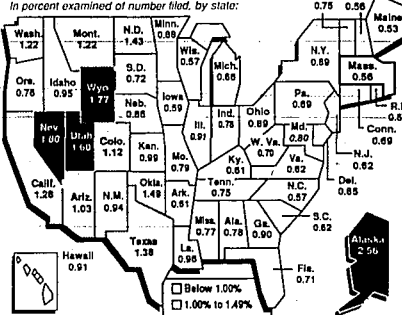 In percent examined of number filed, by state:
0.75
0.56
Maine
0.53
Wash.
1.22
Mont.
1.22
N.D.
1.43
Minn.
0.88
Wis.
0.57
Mich.
0.66
N.Y.
0.89
Mass.
0.56
Ore.
0.76
Idaho
0.95
Wyo
1.77
S.D.
0.72
Iowa
0.59
Neb.
0.86
Nev.
1.80
Utah
1.60
Colo.
1.12
Kan.
0.99
Mo.
0.79
Ill.
0.91
Ind.
0.78
Ohio
0.69
Pa.
0.69
Conn.
0.69
N.J.
0.62
Del.
0.65
Md.
0.80
W. Va.
0.70
Va.
0.62
Ky.
0.61
Tenn.
0.75
N.C.
0.57
S.C.
0.62
Calif.
1.28
Ariz.
1.03
N.M.
0.94
Okla.
1.49
Ark.
0.61
Texas
1.38
La.
0.96
Miss.
0.77
Ala.
0.78
Ga.
0.90
Fla.
0.71
Alaska
2.56
Hawaii
0.91
Below 1.00%
1.00% to 1.49%